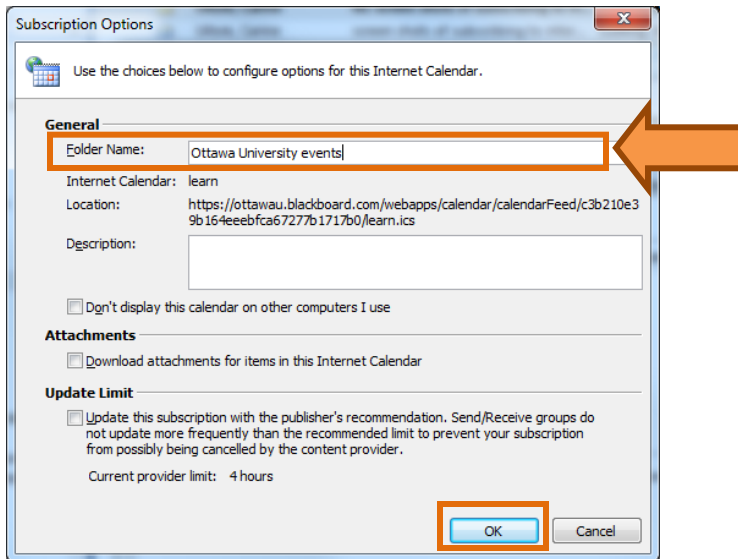 Subscription Options
Use the choices below to configure options for this Internet Calendar.
General
Folder Name: Ottawa University events
Internet Calendar: learn
Location: https://ottawau.blackboard.com/webapps/calendar/calendarFeed/c3b210e3
9b164eeebfca67277b1717b0/learn.ics
Description:
Don't display this calendar on other computers I use
Attachments
Download attachments for items in this Internet Calendar
Update Limit
Update this subscription with the publisher's recommendation. Send/Receive groups do
not update more frequently than the recommended limit to prevent your subscription
from possibly being cancelled by the content provider.
Current provider limit: 4 hours
OK Cancel